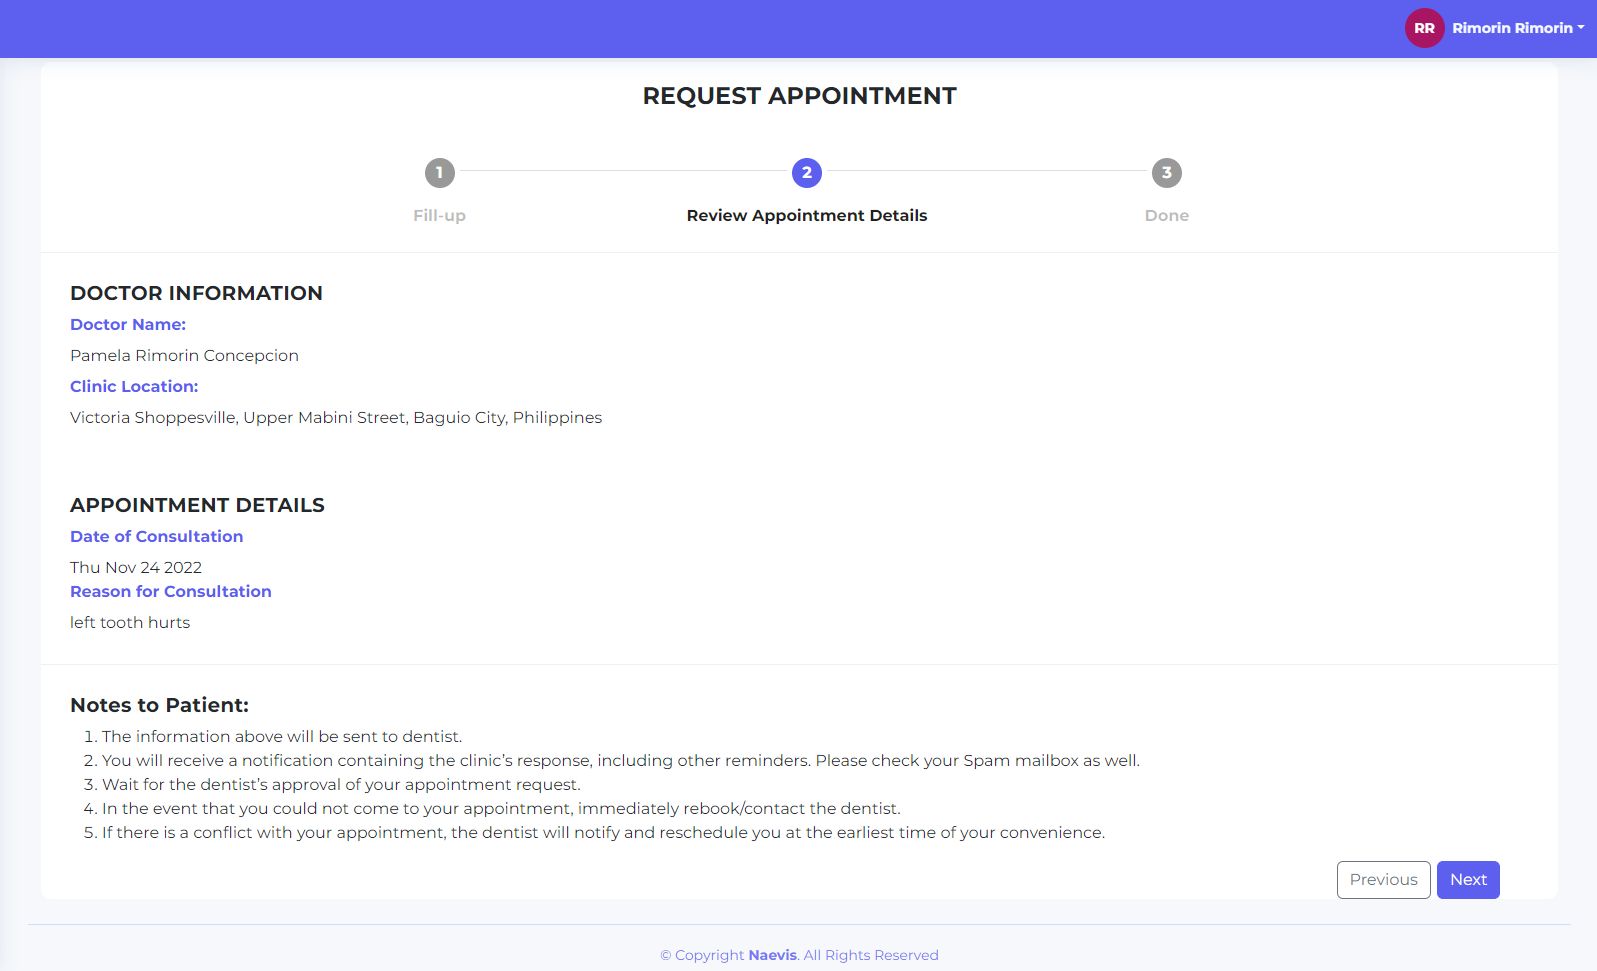 RR Rimorin Rimorin
REQUEST APPOINTMENT
1 2 3
Fill-up Review Appointment Details Done
DOCTOR INFORMATION
Doctor Name:
Pamela Rimorin Concepcion
Clinic Location:
Victoria Shoppesville, Upper Mabini Street, Baguio City, Philippines
APPOINTMENT DETAILS
Date of Consultation
Thu Nov 24 2022
Reason for Consultation
left tooth hurts
Notes to Patient:
1. The information above will be sent to dentist.
2. You will receive a notification containing the clinic’s response, including other reminders. Please check your Spam mailbox as well.
3. Wait for the dentist’s approval of your appointment request.
4. In the event that you could not come to your appointment, immediately rebook/contact the dentist.
5. If there is a conflict with your appointment, the dentist will notify and reschedule you at the earliest time of your convenience.
Previous Next
© Copyright Naevis. All Rights Reserved